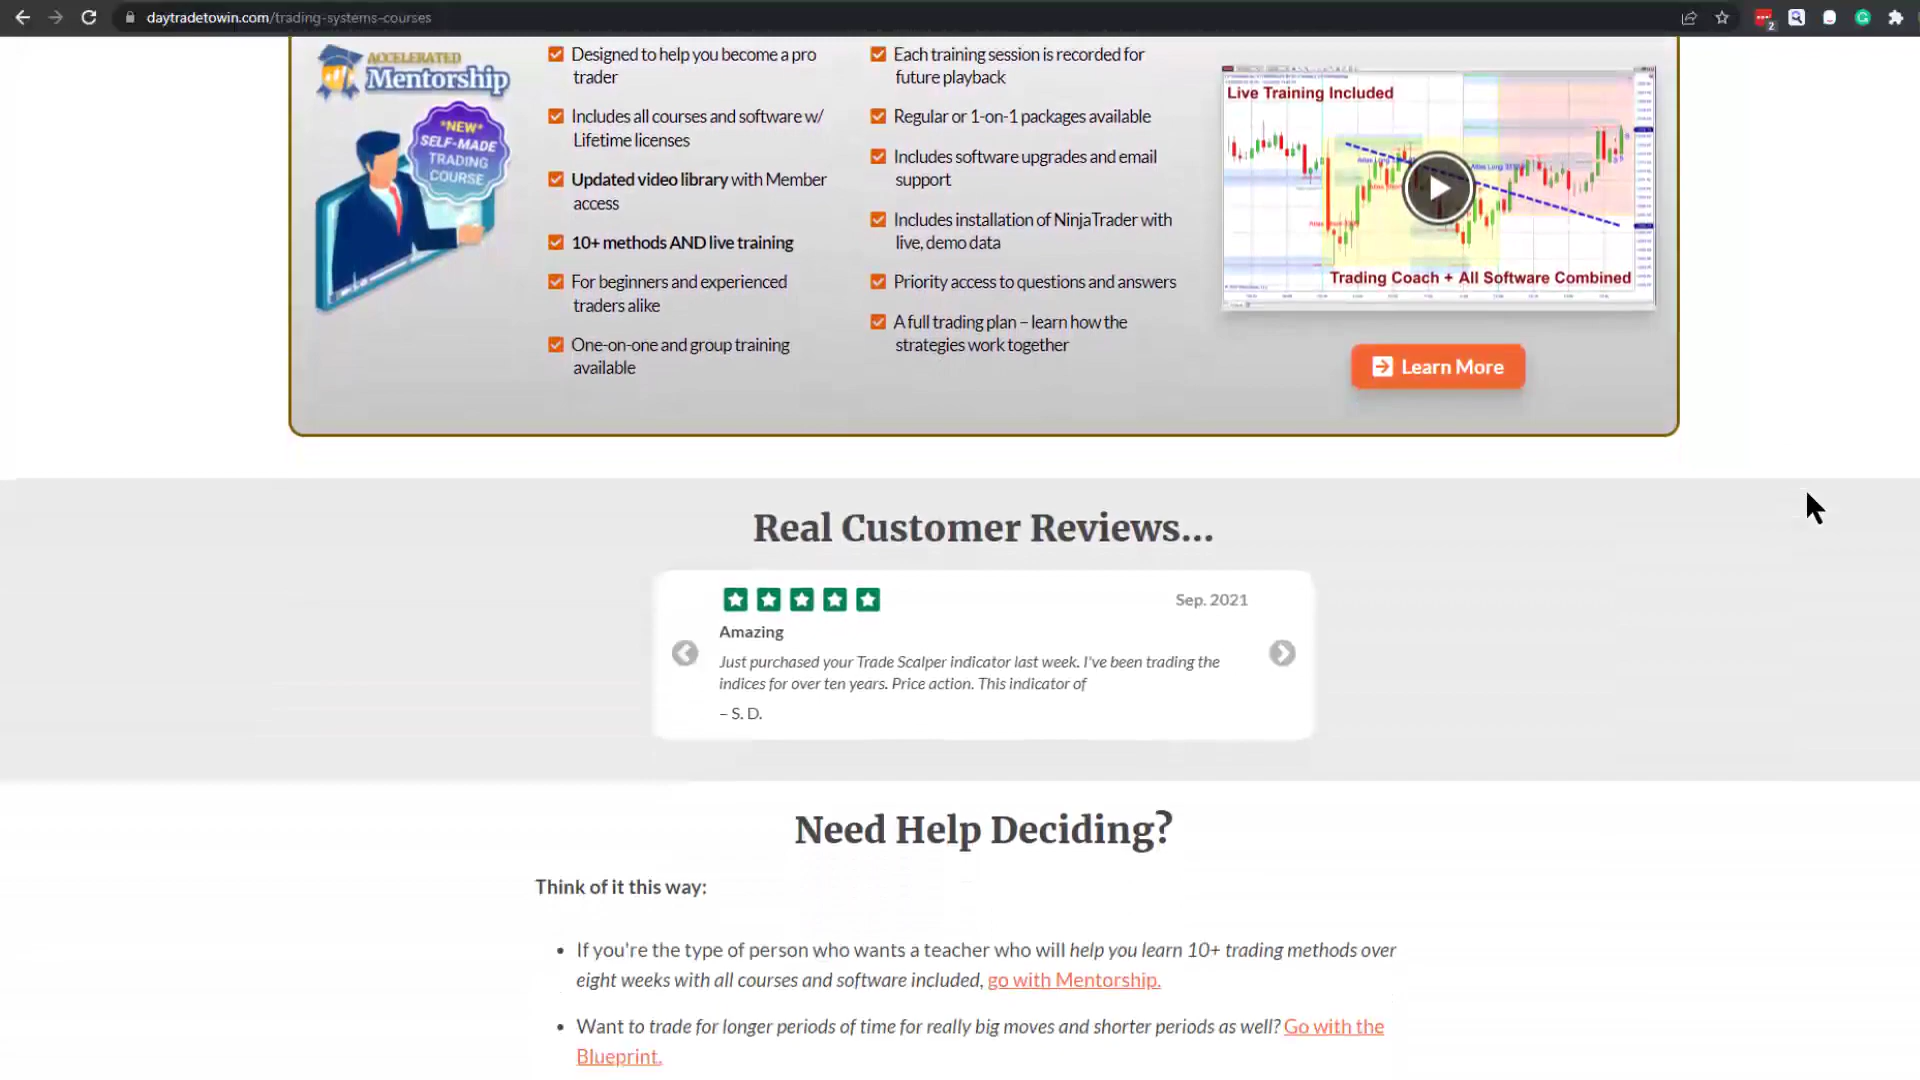 daytradetowin.com/trading-systems-courses
2
ACCELERATED
Mentorship
*NEW*
SELF-MADE
TRADING
COURSE
Designed to help you become a pro
trader
Includes all courses and software w/
Lifetime licenses
Updated video library with Member
access
10+ methods AND live training
For beginners and experienced
traders alike
One-on-one and group training
available
Each training session is recorded for
future playback
Regular or 1-on-1 packages available
Includes software upgrades and email
support
Includes installation of NinjaTrader with
live, demo data
Priority access to questions and answers
A full trading plan – learn how the
strategies work together
Live Training Included
Trading Coach + All Software Combined
Learn More
Real Customer Reviews...
Sep. 2021
Amazing
Just purchased your Trade Scalper indicator last week. I've been trading the
indices for over ten years. Price action. This indicator of
– S. D.
Need Help Deciding?
Think of it this way:
• If you're the type of person who wants a teacher who will help you learn 10+ trading methods over
eight weeks with all courses and software included, go with Mentorship.
• Want to trade for longer periods of time for really big moves and shorter periods as well? Go with the
Blueprint.